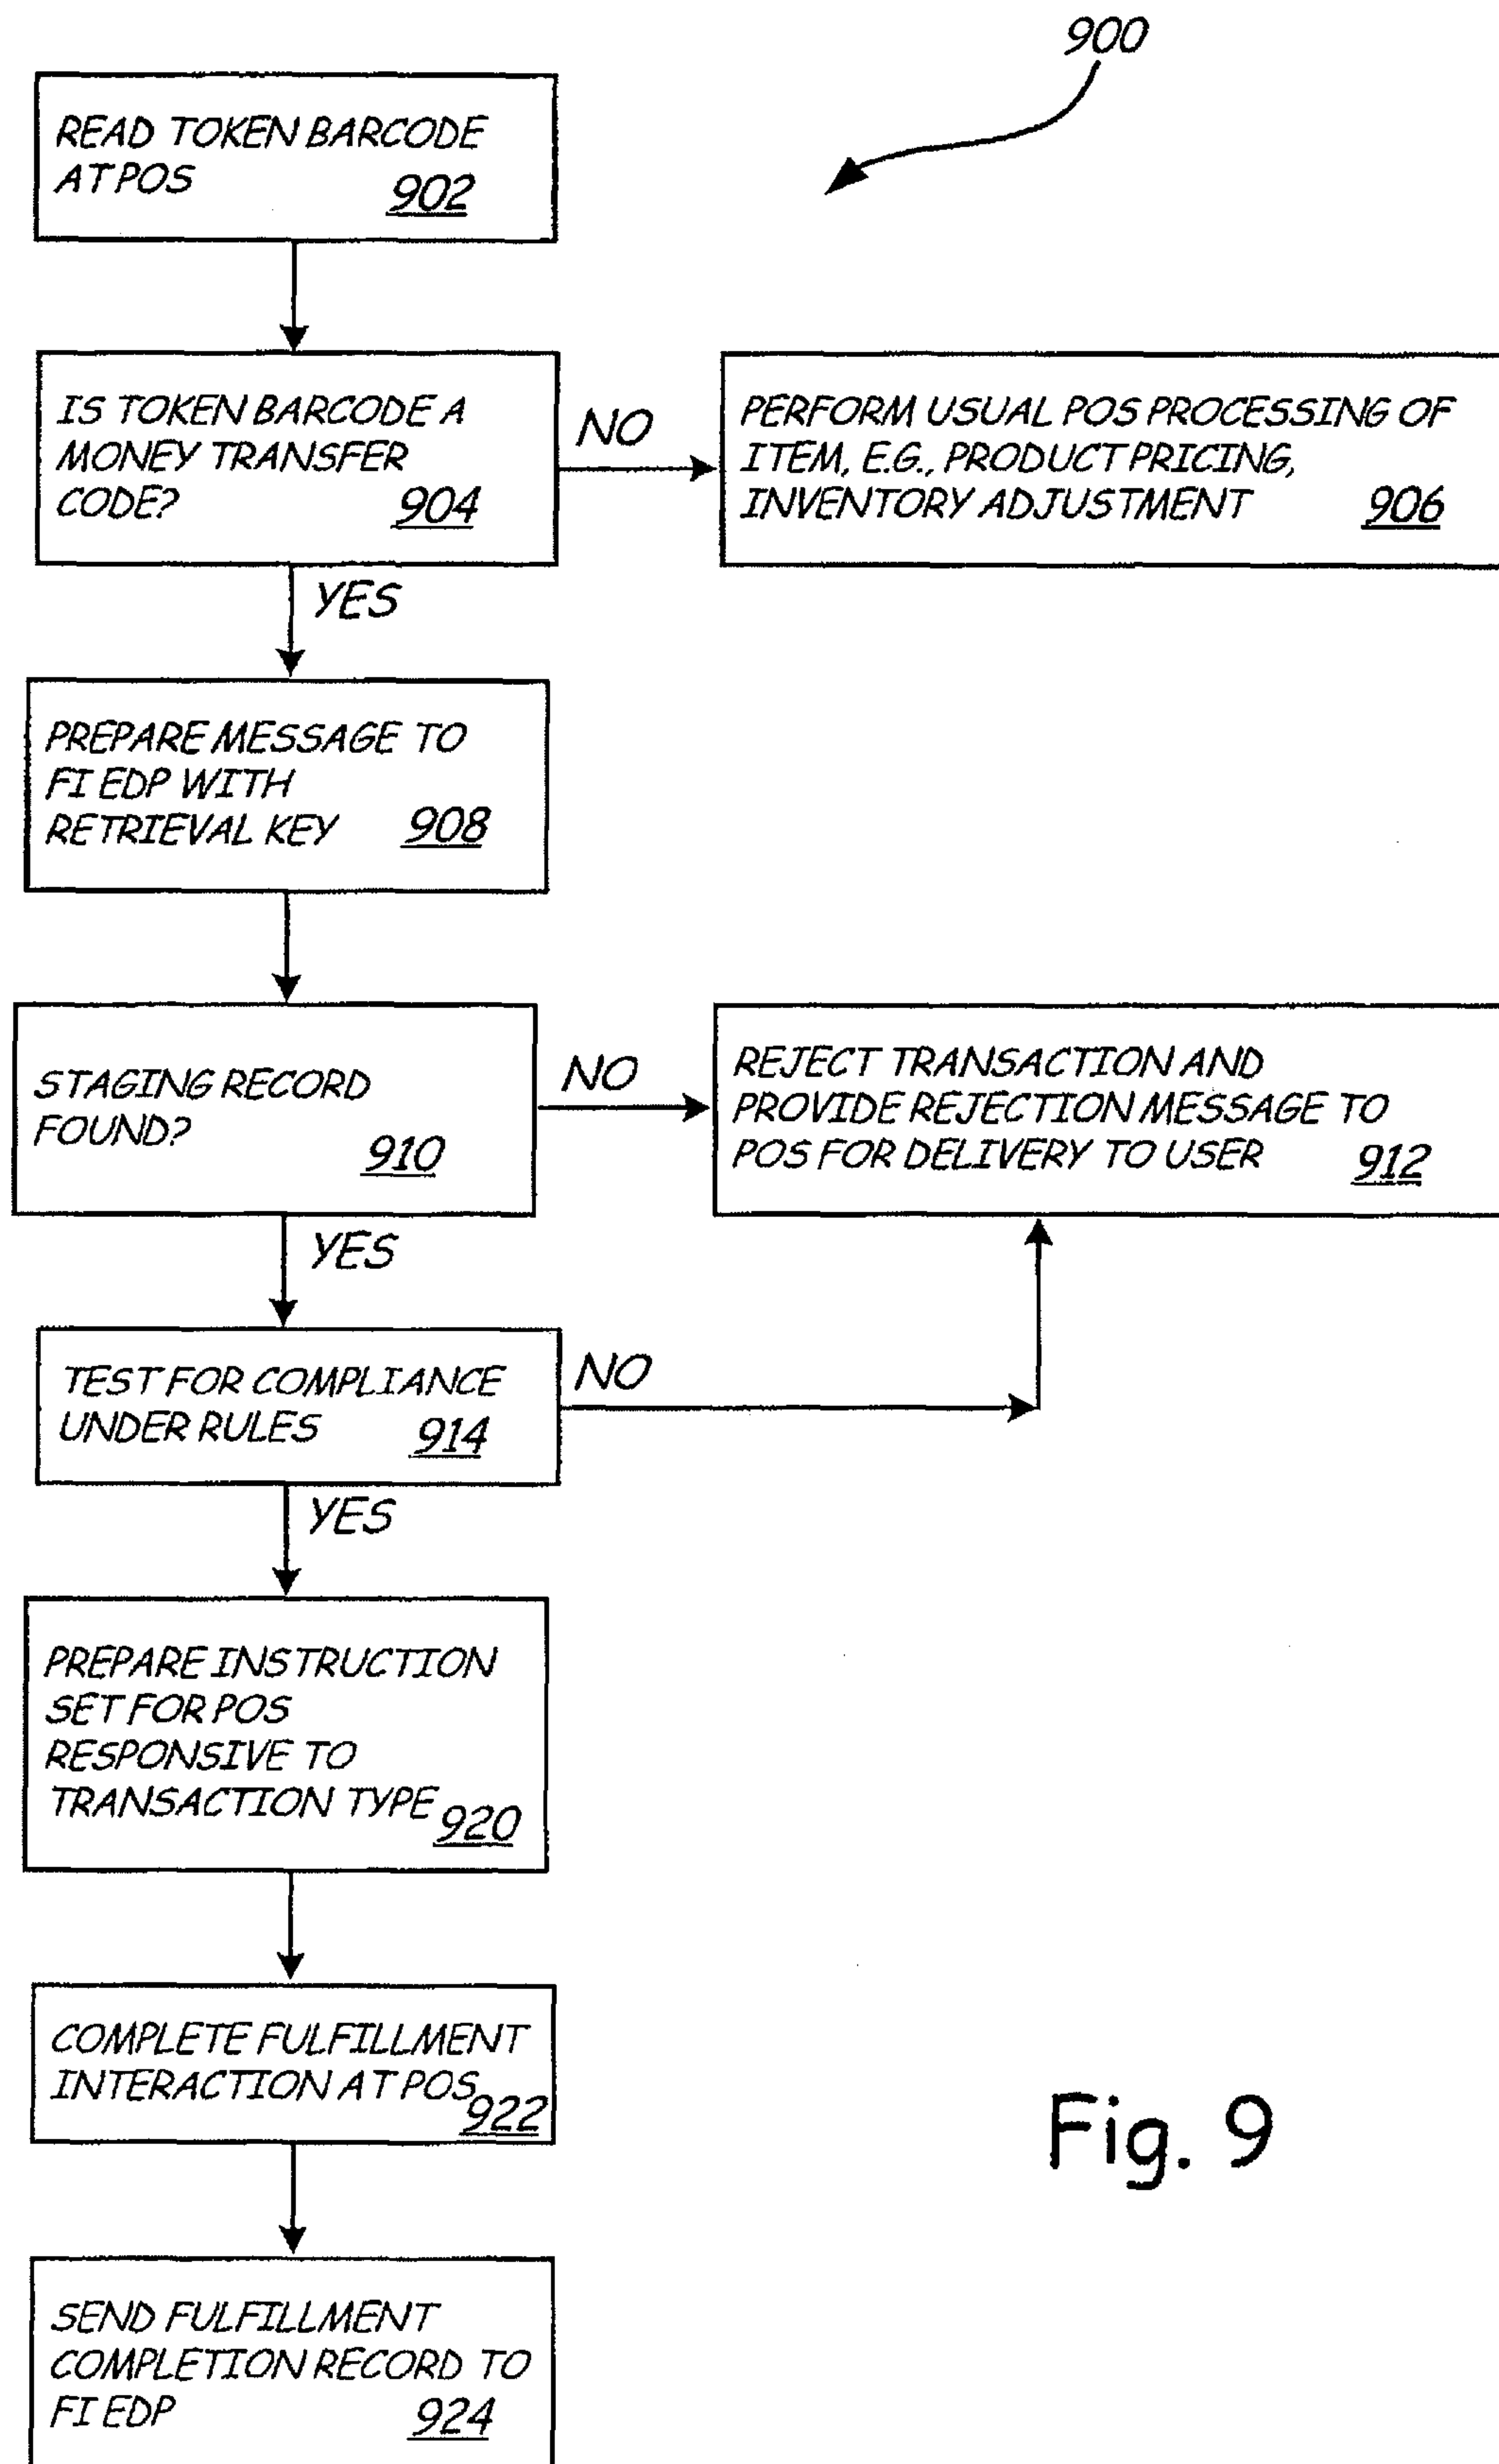 900
READ TOKEN BARCODE
AT POS
902
IS TOKEN BARCODE A
MONEY TRANSFER
CODE?
904
NO
PERFORM USUAL POS PROCESSING OF
ITEM, E.G., PRODUCT PRICING,
INVENTORY ADJUSTMENT
906
YES
PREPARE MESSAGE TO
FI EDP WITH
RETRIEVAL KEY
908
STAGING RECORD
FOUND?
910
NO
REJECT TRANSACTION AND
PROVIDE REJECTION MESSAGE TO
POS FOR DELIVERY TO USER
912
YES
TEST FOR COMPLIANCE
UNDER RULES
914
NO
YES
PREPARE INSTRUCTION
SET FOR POS
RESPONSIVE TO
TRANSACTION TYPE
920
COMPLETE FULFILLMENT
INTERACTION AT POS
922
SEND FULFILLMENT
COMPLETION RECORD TO
FI EDP
924
Fig. 9